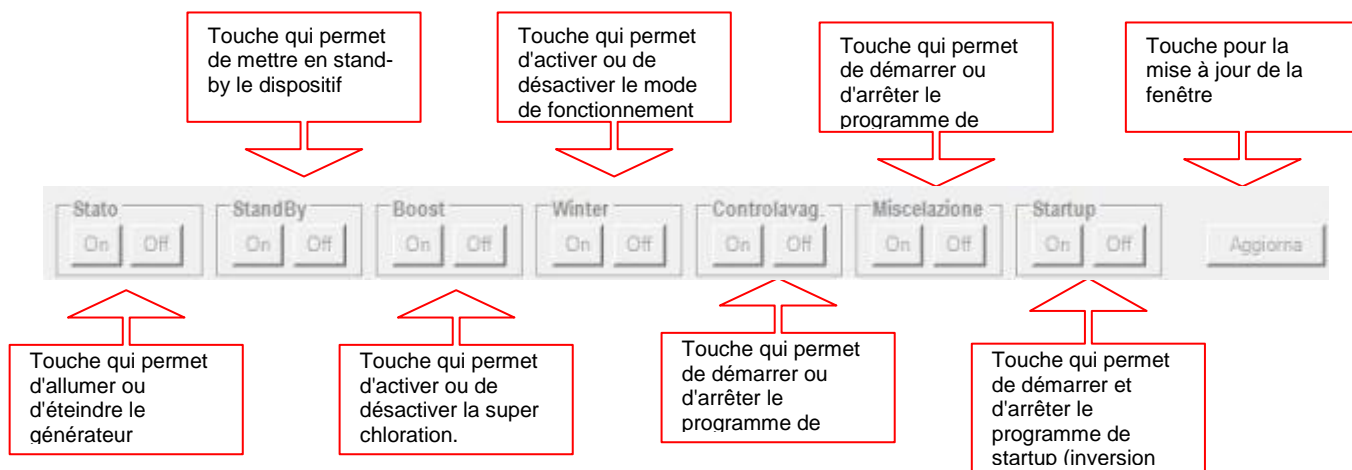 Touche qui permet
de mettre en stand-
by le dispositif
Touche qui permet
d'activer ou de
désactiver le mode
de fonctionnement
Touche qui permet
de démarrer ou
d'arrêter le
programme de
Touche pour la
mise à jour de la
fenêtre
Stato StandBy Boost Winter Controlavag. Miscelazione Startup
On Off On Off On Off On Off On Off On Off On Off Aggiorna
Touche qui permet
d'allumer ou
d'éteindre le
générateur
Touche qui permet
d'activer ou de
désactiver la super
chloration.
Touche qui permet
de démarrer ou
d'arrêter le
programme de
Touche qui permet
de démarrer et
d'arrêter le
programme de
startup (inversion